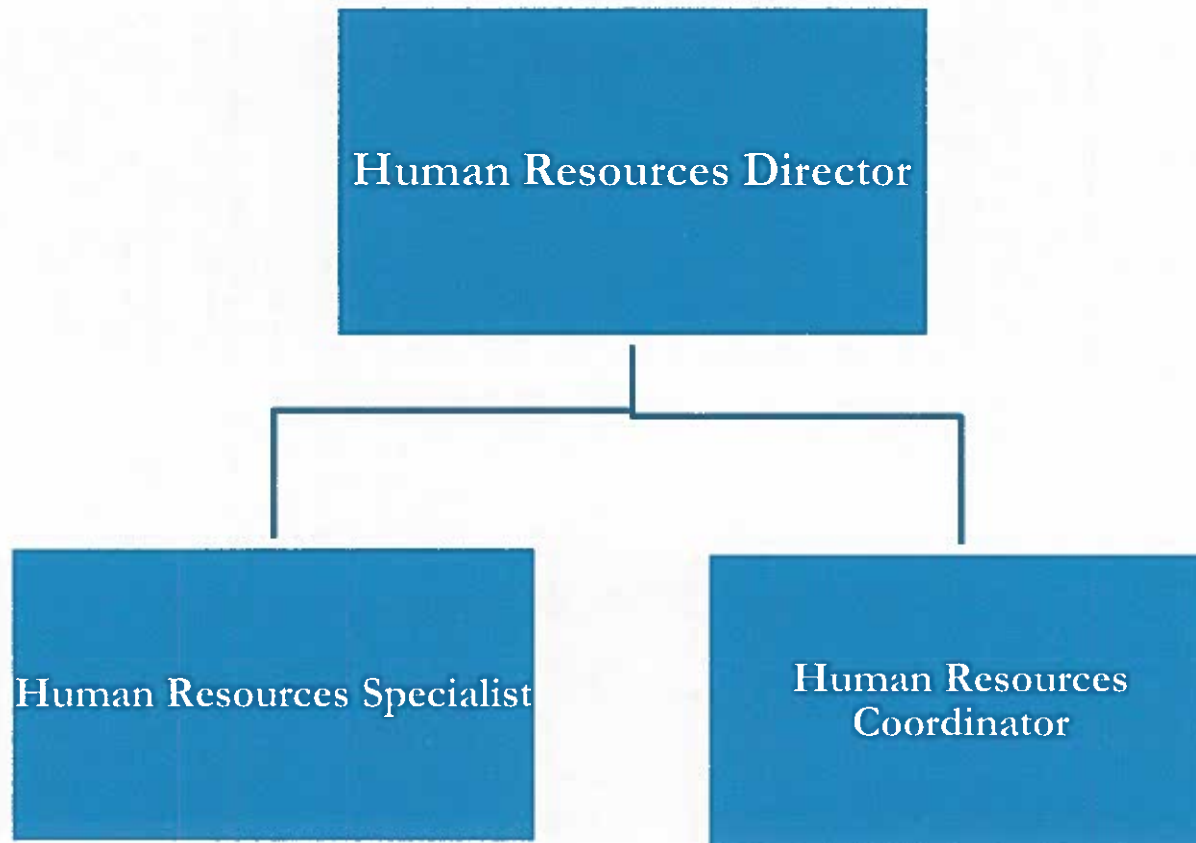 Human Resources Director
Human Resources Specialist
Human Resources
Coordinator